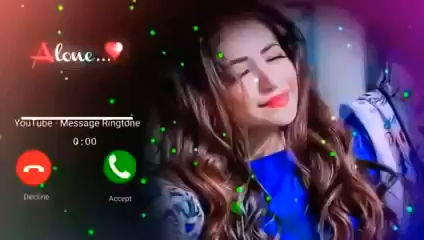 Alone...
YouTube - Message Ringtone
0:00
Decline
Accept